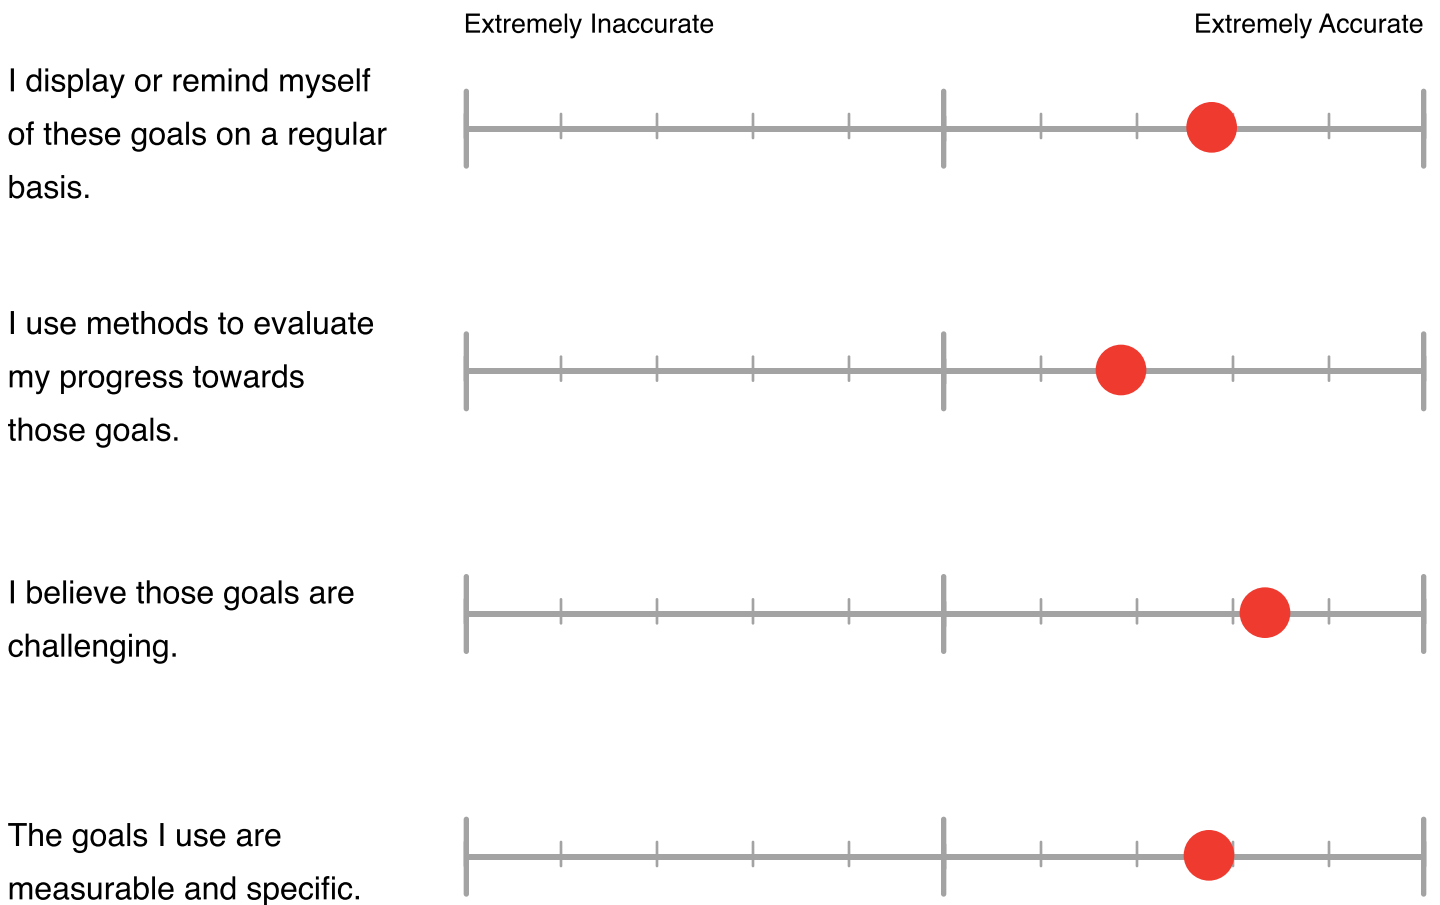 Extremely Inaccurate
Extremely Accurate
I display or remind myself
of these goals on a regular
basis.
I use methods to evaluate
my progress towards
those goals.
I believe those goals are
challenging.
The goals I use are
measurable and specific.